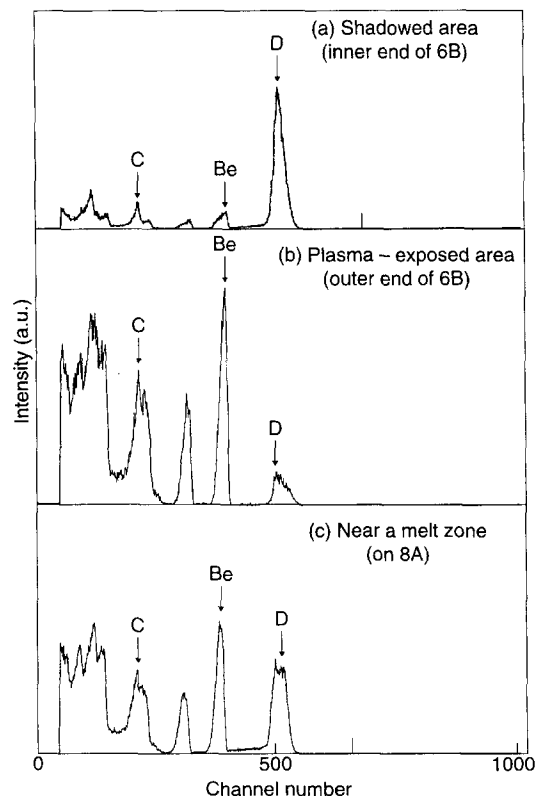 (a) Shadowed area
(inner end of 6B)
D
C
Be
(b) Plasma – exposed area
(outer end of 6B)
Be
C
D
Intensity (a.u.)
(c) Near a melt zone
(on 8A)
Be
C
D
0 500 1000
Channel number